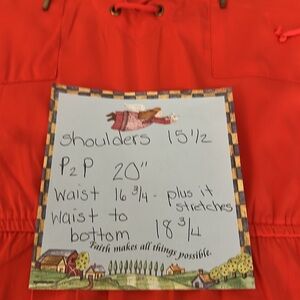 shoulders 15 1/2
P2P 20"
waist 16 3/4 - plus it
stretches
waist to
bottom 18 3/4
Faith makes all things possible.